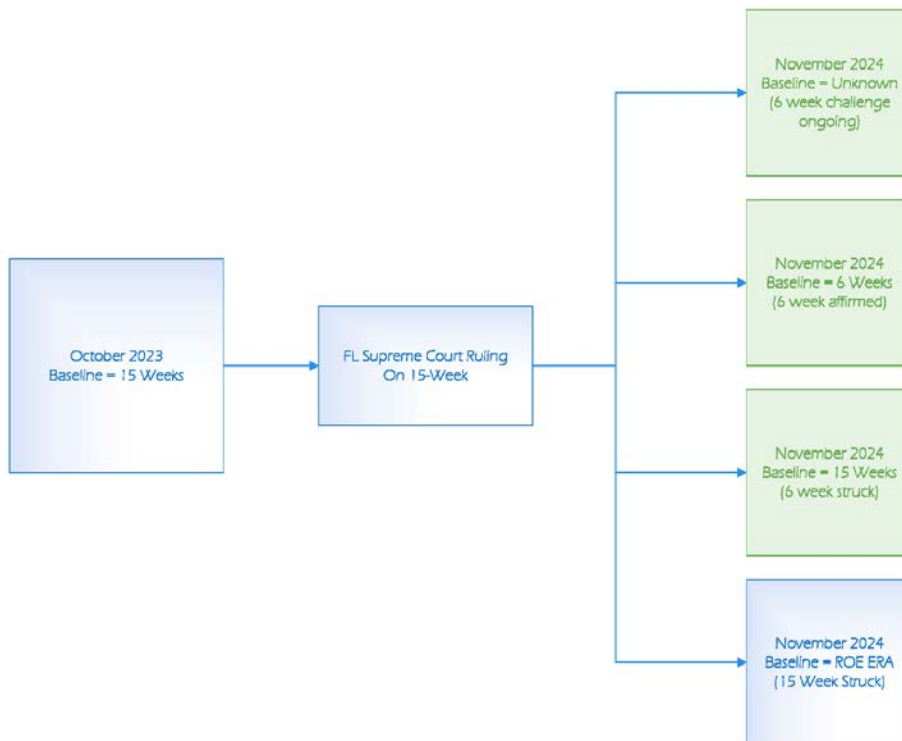 October 2023
Baseline = 15 Weeks
FL Supreme Court Ruling
On 15-Week
November 2024
Baseline = Unknown
(6 week challenge
ongoing)
November 2024
Baseline = 6 Weeks
(6 week affirmed)
November 2024
Baseline = 15 Weeks
(6 week struck)
November 2024
Baseline = ROE ERA
(15 Week Struck)